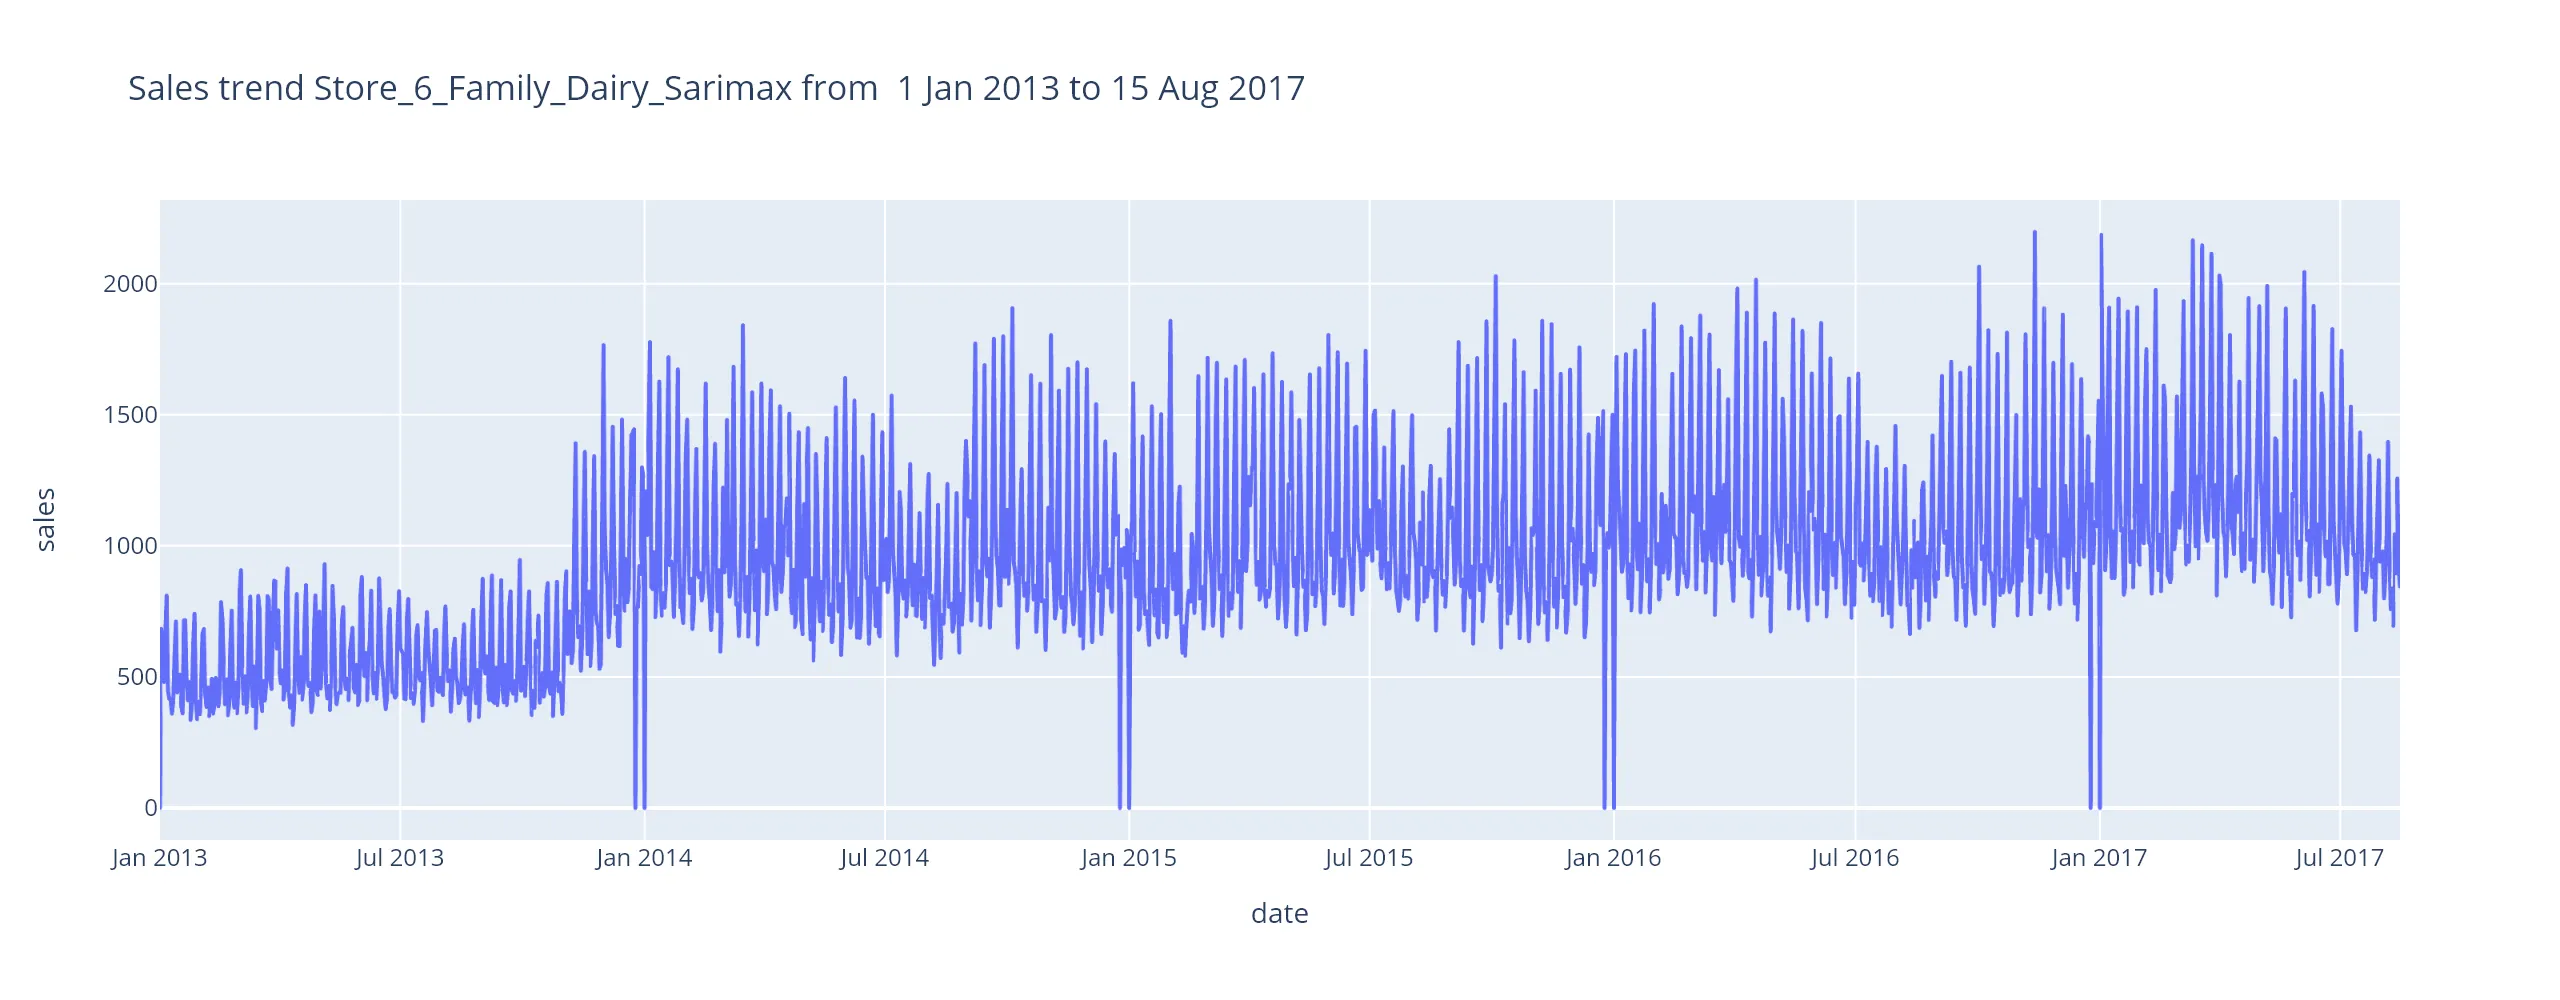 Sales trend Store_6_Family_Dairy_Sarimax from  1 Jan 2013 to 15 Aug 2017
sales
2000
1500
1000
500
0
Jan 2013
Jul 2013
Jan 2014
Jul 2014
Jan 2015
Jul 2015
Jan 2016
Jul 2016
Jan 2017
Jul 2017
date